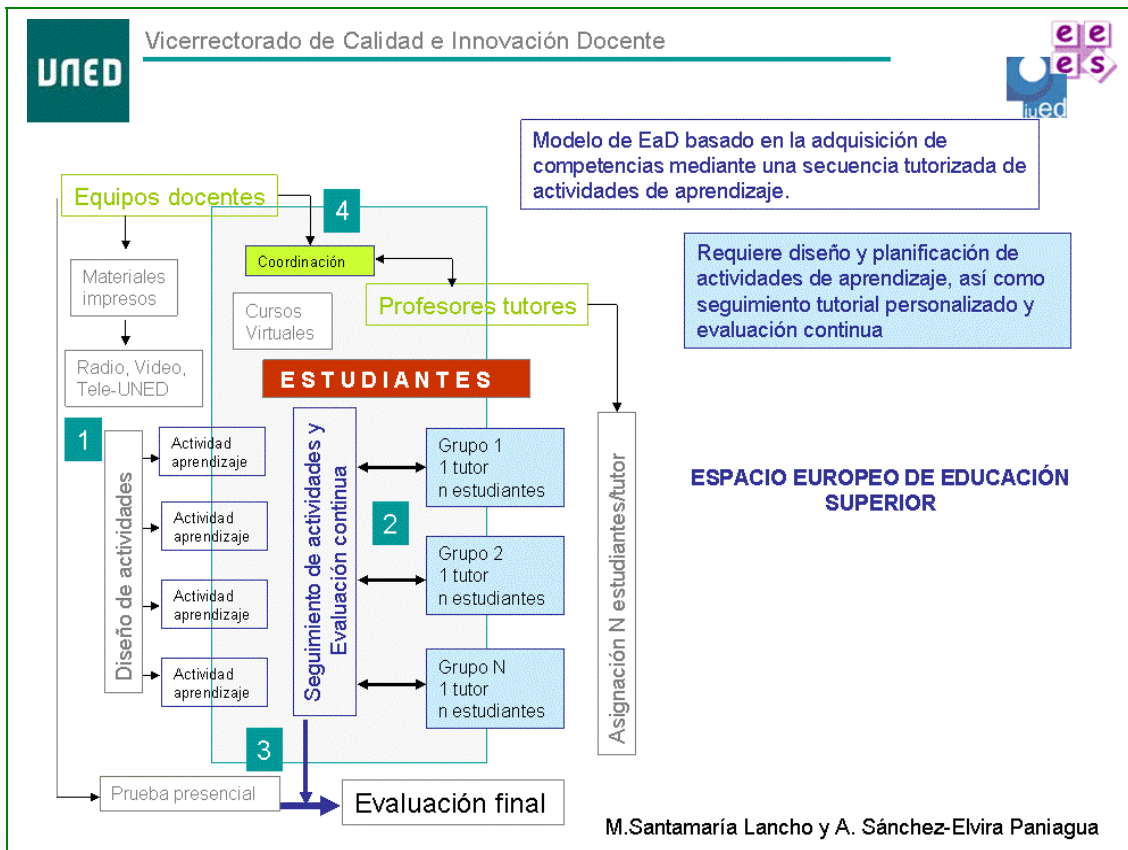 UNED
Vicerrectorado de Calidad e Innovación Docente
e e
e s
iued
Modelo de EaD basado en la adquisición de
competencias mediante una secuencia tutorizada de
actividades de aprendizaje.
Requiere diseño y planificación de
actividades de aprendizaje, así como
seguimiento tutorial personalizado y
evaluación continua
Equipos docentes
4
Coordinación
Materiales
impresos
Cursos
Virtuales
Profesores tutores
Radio, Video,
Tele-UNED
ESTUDIANTES
1
Diseño de actividades
Actividad
aprendizaje
Actividad
aprendizaje
Actividad
aprendizaje
Actividad
aprendizaje
Seguimiento de actividades y
Evaluación continua
2
Grupo 1
1 tutor
n estudiantes
Grupo 2
1 tutor
n estudiantes
Grupo N
1 tutor
n estudiantes
Asignación N estudiantes/tutor
ESPACIO EUROPEO DE EDUCACIÓN
SUPERIOR
3
Prueba presencial
Evaluación final
M.Santamaría Lancho y A. Sánchez-Elvira Paniagua